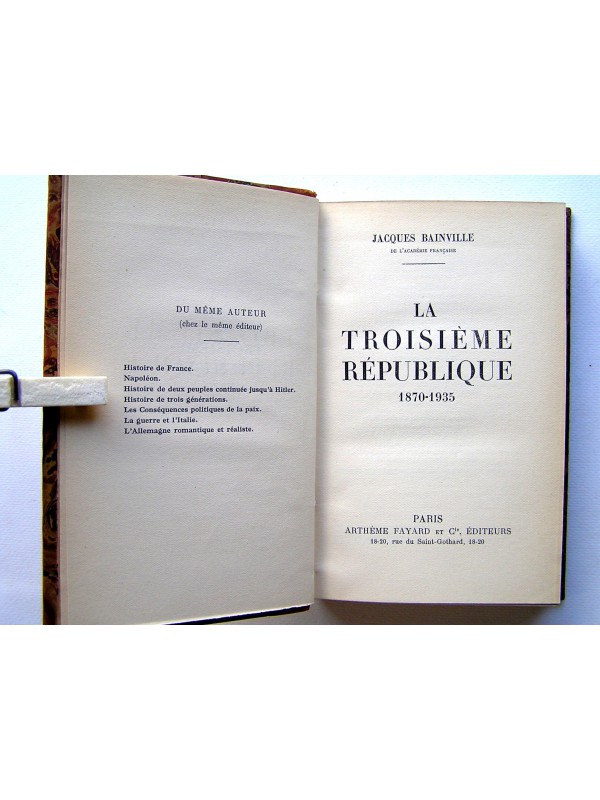 DU MÊME AUTEUR
(chez le même éditeur)
Histoire de France.
Napoléon.
Histoire de deux peuples continuée jusqu'à Hitler.
Histoire de trois générations.
Les Conséquences politiques de la paix.
La guerre et l'Italie.
L'Allemagne romantique et réaliste.
JACQUES BAINVILLE
DE L'ACADÉMIE FRANÇAISE
LA
TROISIÈME
RÉPUBLIQUE
1870-1935
PARIS
ARTHÈME FAYARD ET Cie, ÉDITEURS
18-20, rue du Saint-Gothard, 18-20